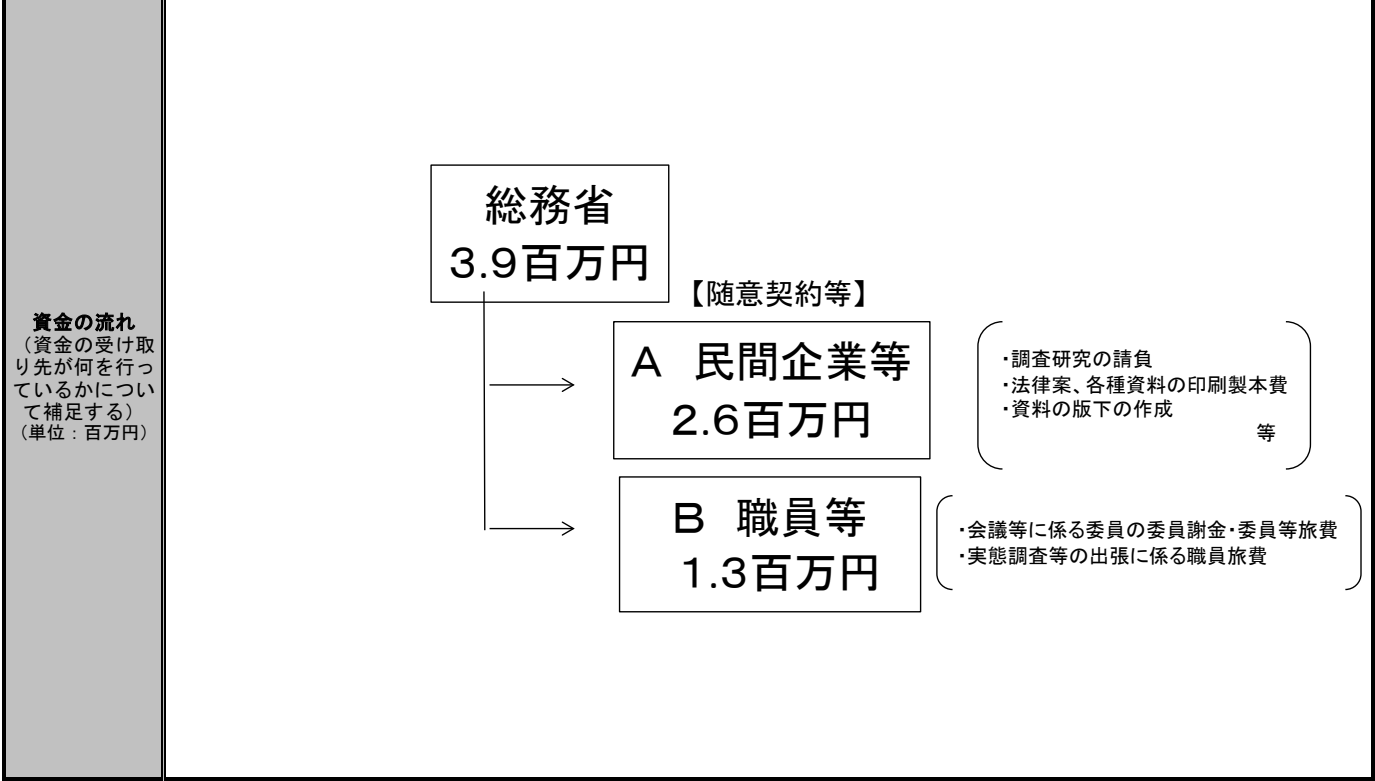 資金の流れ
（資金の受け取
り先が何を行っ
ているかについ
て補足する）
（単位：百万円）
総務省
３.９百万円
【随意契約等】
Ａ　民間企業等
２.６百万円
・調査研究の請負
・法律案、各種資料の印刷製本費
・資料の版下の作成
等
Ｂ　職員等
１.３百万円
・会議等に係る委員の委員謝金・委員等旅費
・実態調査等の出張に係る職員旅費